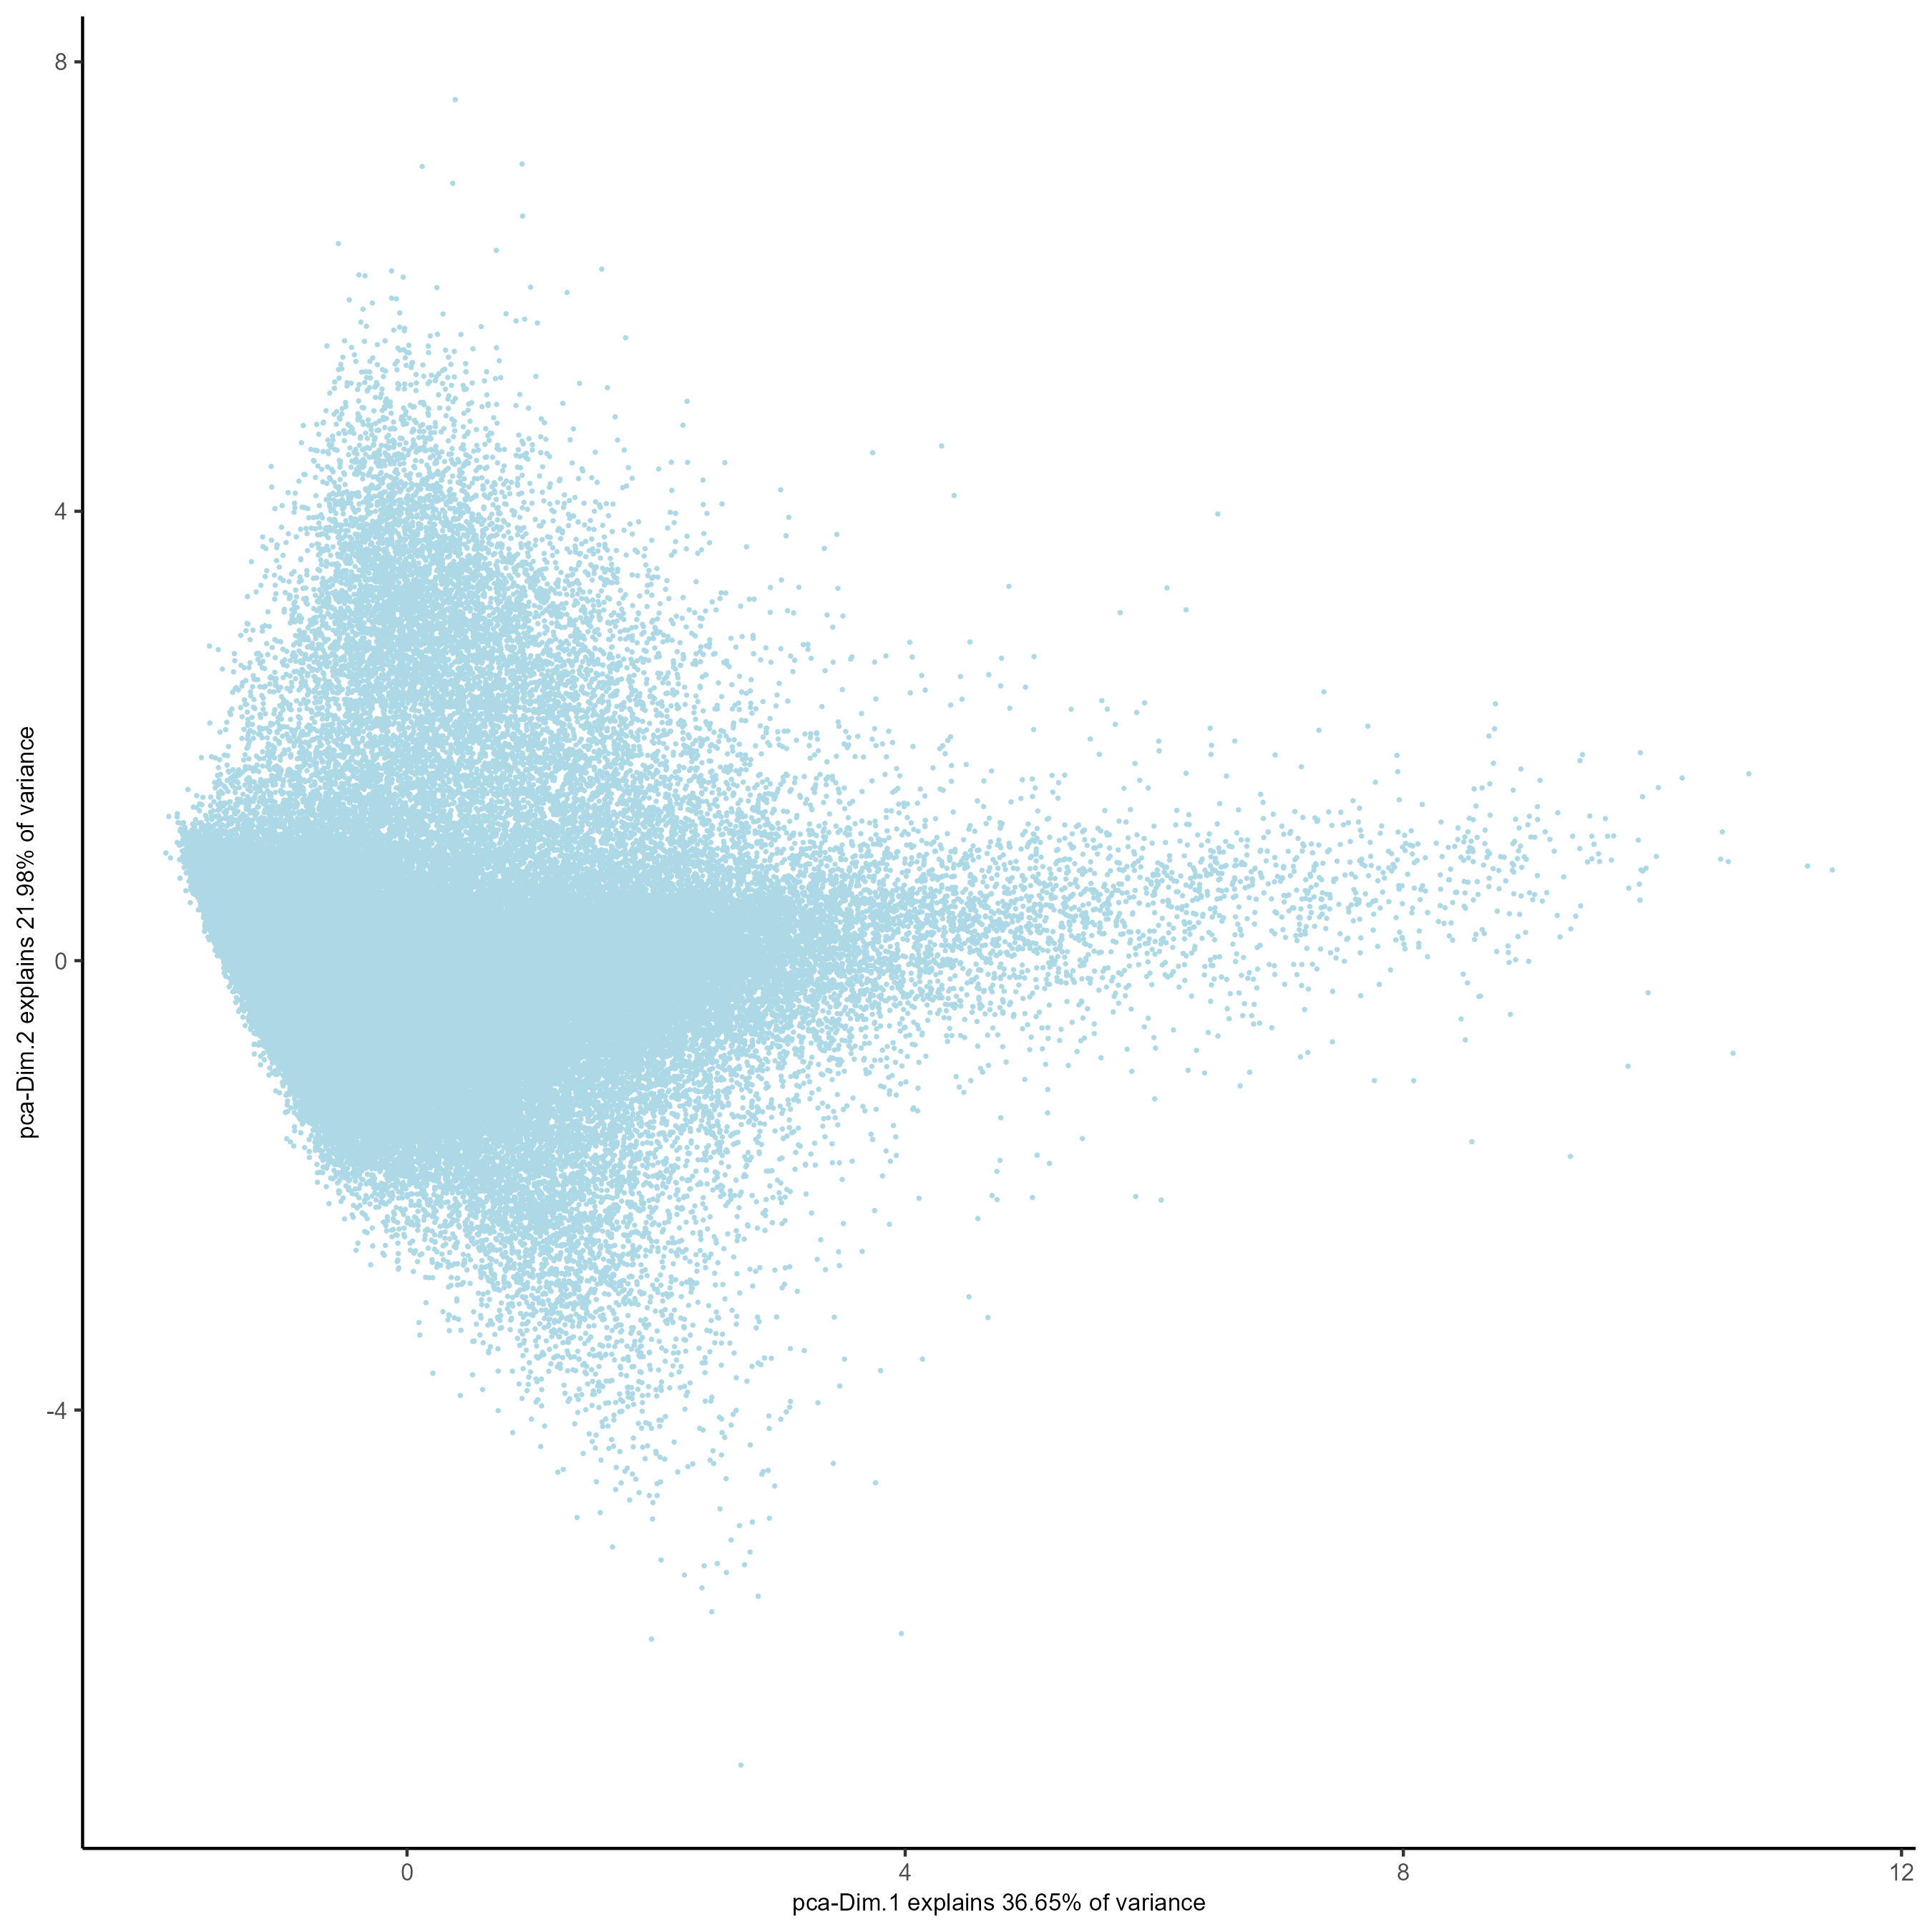 8
4
0
-4
pca-Dim.2 explains 21.98% of variance
0 4 8 12
pca-Dim.1 explains 36.65% of variance